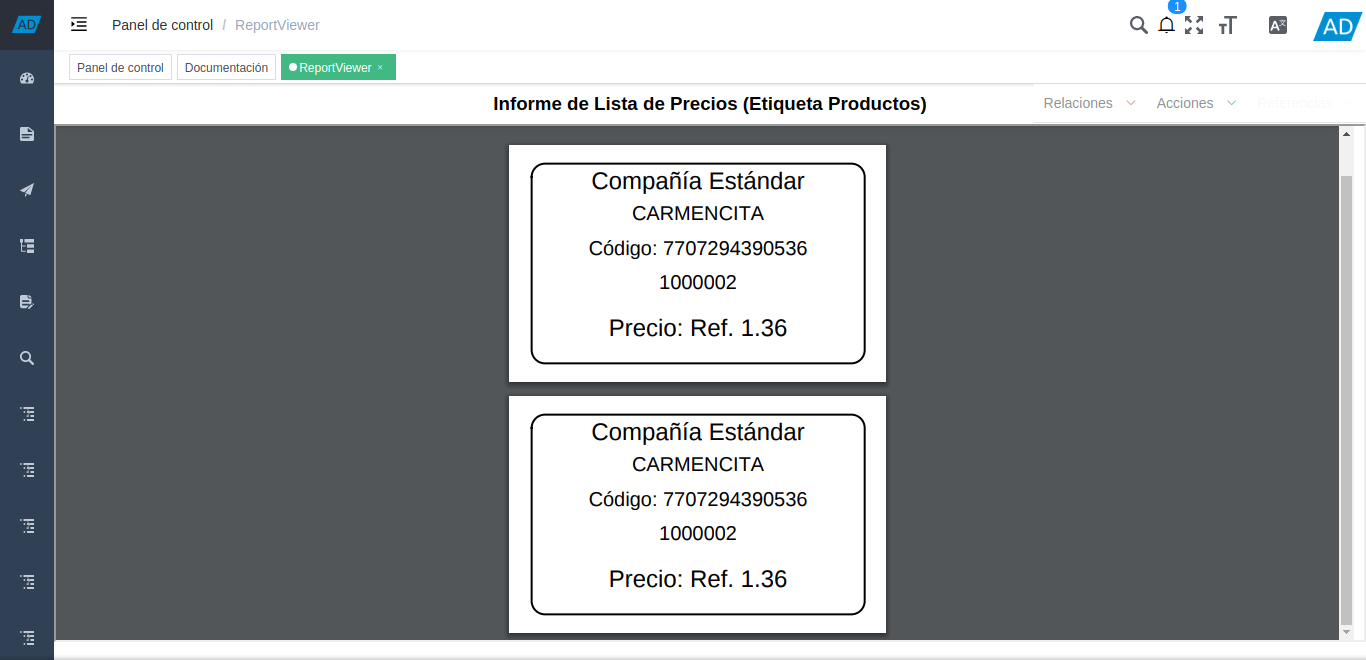 AD
Panel de control / ReportViewer
1
AD
Panel de control
Documentación
ReportViewer ×
Informe de Lista de Precios (Etiqueta Productos)
Relaciones
Acciones
Referencias
Compañía Estándar
CARMENCITA
Código: 7707294390536
1000002
Precio: Ref. 1.36
Compañía Estándar
CARMENCITA
Código: 7707294390536
1000002
Precio: Ref. 1.36